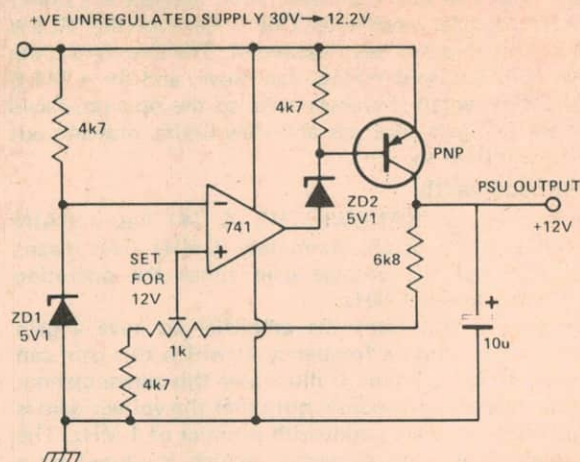 +VE UNREGULATED SUPPLY 30V→12.2V
4k7
4k7
PNP
PSU OUTPUT
+12V
ZD2
5V1
−
741
+
6k8
SET
FOR
12V
ZD1
5V1
1k
+
10u
4k7